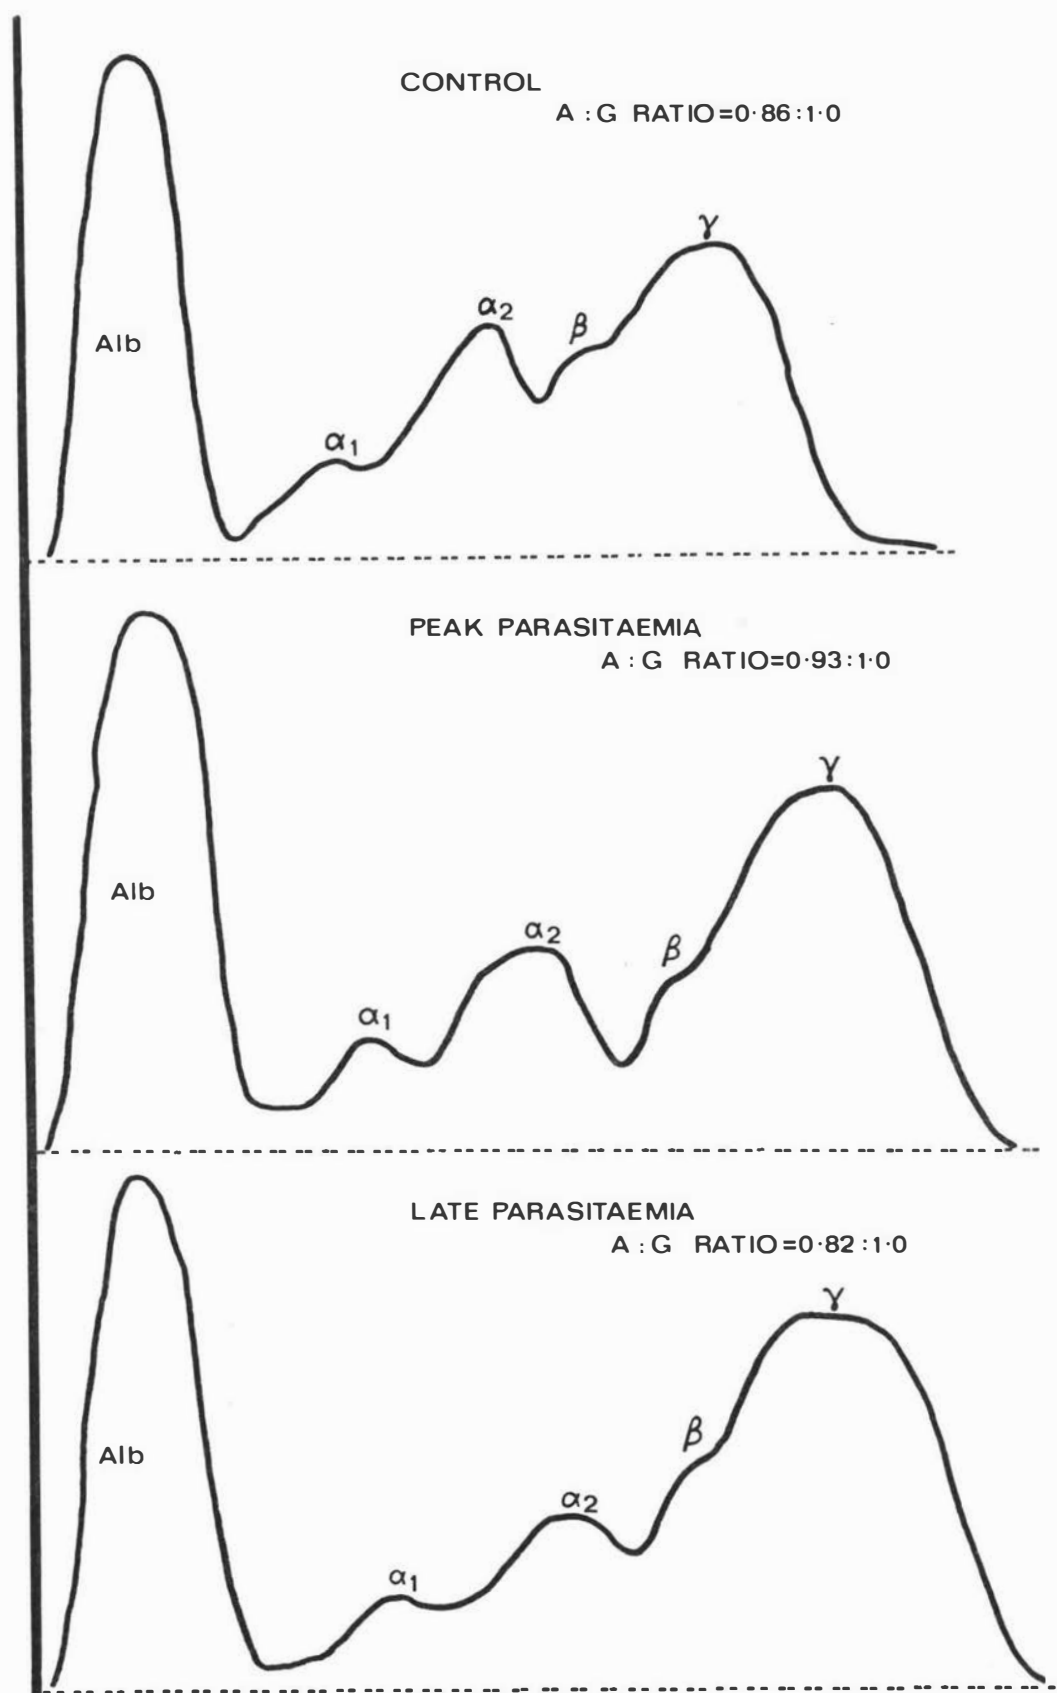 CONTROL
A : G RATIO=0·86:1·0
γ
α2
β
Alb
α1
PEAK PARASITAEMIA
A : G RATIO=0·93:1·0
γ
Alb
α2
β
α1
LATE PARASITAEMIA
A : G RATIO=0·82:1·0
γ
β
Alb
α2
α1